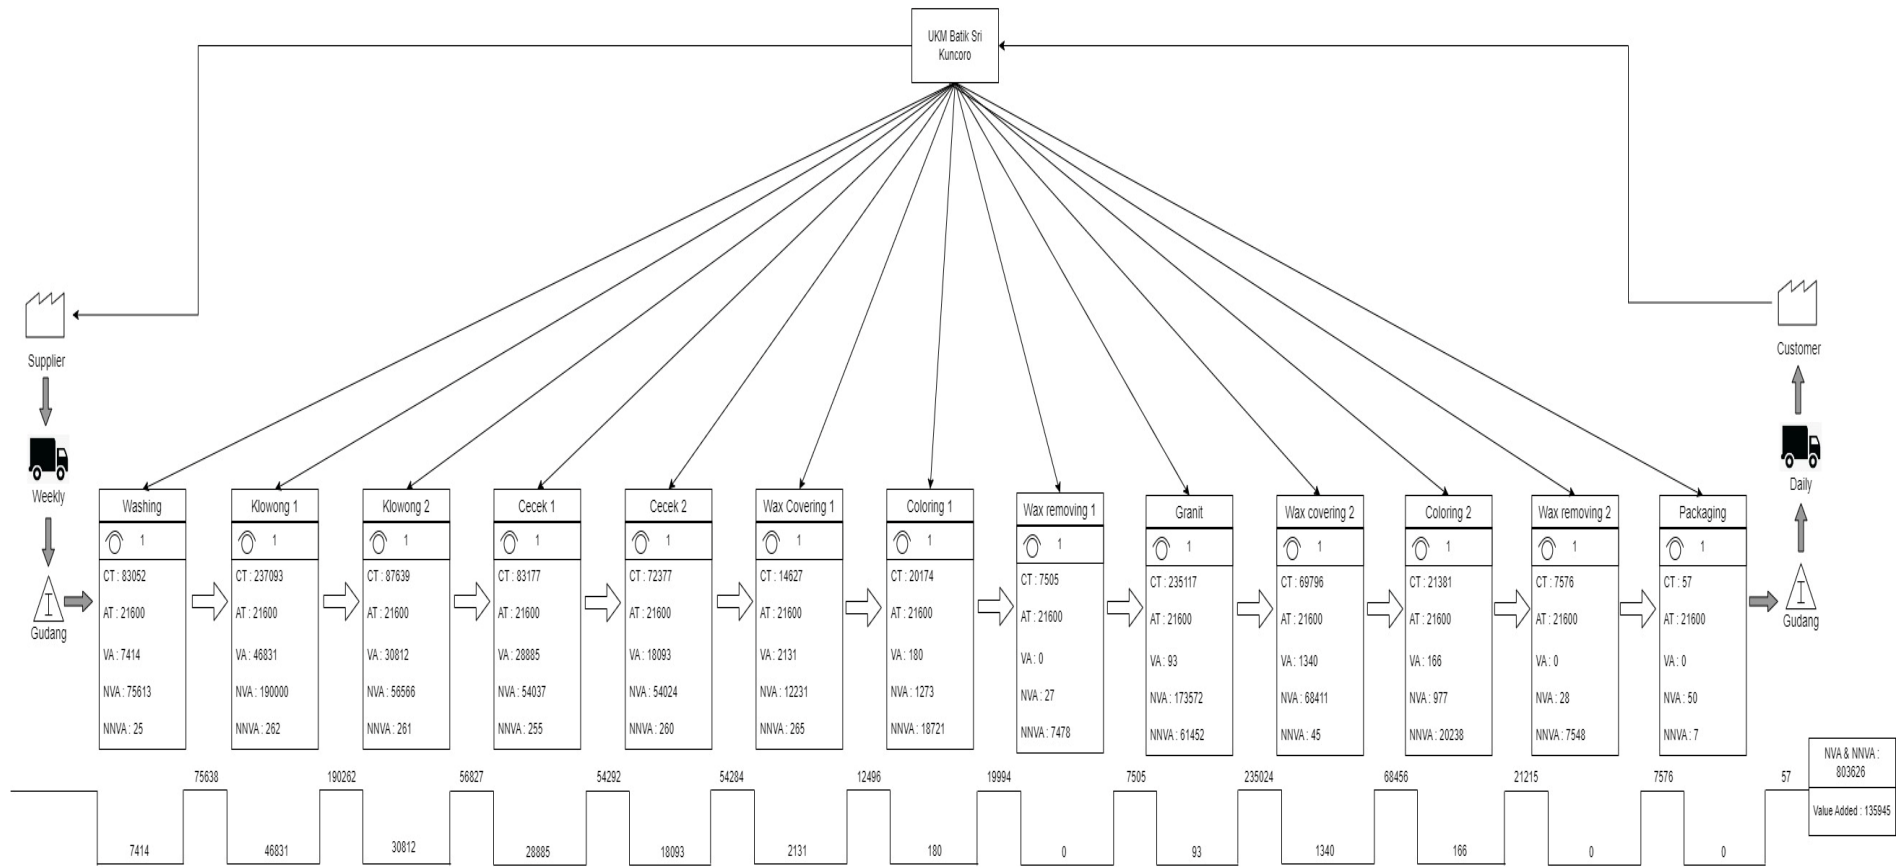 UKM Batik Sri
Kuncoro
Supplier
Weekly
Gudang
Customer
Daily
Gudang
Washing
1
CT : 83052
AT : 21600
VA : 7414
NVA : 75613
NNVA : 25
Klowong 1
1
CT : 237093
AT : 21600
VA : 46831
NVA : 190000
NNVA : 262
Klowong 2
1
CT : 87639
AT : 21600
VA : 30812
NVA : 56566
NNVA : 261
Cecek 1
1
CT : 83177
AT : 21600
VA : 28885
NVA : 54037
NNVA : 255
Cecek 2
1
CT : 72377
AT : 21600
VA : 18093
NVA : 54024
NNVA : 260
Wax Covering 1
1
CT : 14627
AT : 21600
VA : 2131
NVA : 12231
NNVA : 265
Coloring 1
1
CT : 20174
AT : 21600
VA : 180
NVA : 1273
NNVA : 18721
Wax removing 1
1
CT : 7505
AT : 21600
VA : 0
NVA : 27
NNVA : 7478
Granit
1
CT : 235117
AT : 21600
VA : 93
NVA : 173572
NNVA : 61452
Wax covering 2
1
CT : 69796
AT : 21600
VA : 1340
NVA : 68411
NNVA : 45
Coloring 2
1
CT : 21381
AT : 21600
VA : 166
NVA : 977
NNVA : 20238
Wax removing 2
1
CT : 7576
AT : 21600
VA : 0
NVA : 28
NNVA : 7548
Packaging
1
CT : 57
AT : 21600
VA : 0
NVA : 50
NNVA : 7
75638 190262 56827 54292 54284 12496 19994 7505 235024 68456 21215 7576 57
7414 46831 30812 28885 18093 2131 180 0 93 1340 166 0 0
NVA & NNVA :
803626
Value Added : 135945